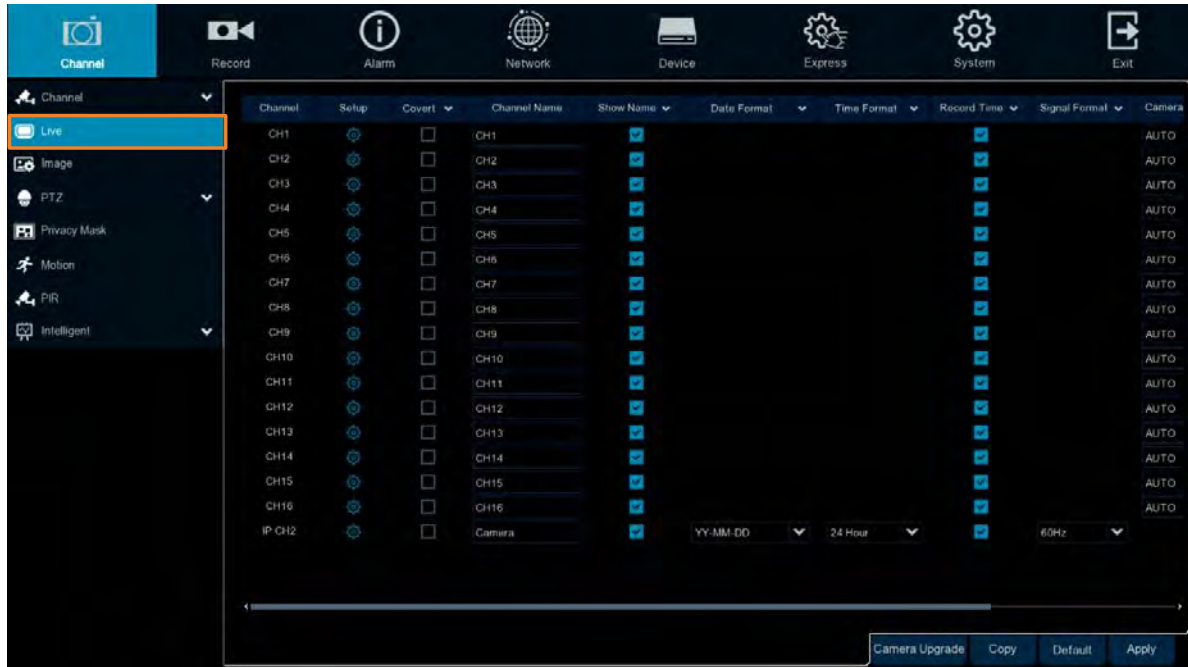 Channel Record Alarm Network Device Express System Exit
Channel
Live
Image
PTZ
Privacy Mask
Motion
PIR
Intelligent
Channel Setup Covert Channel Name Show Name Date Format Time Format Record Time Signal Format Camera
CH1 CH1 AUTO
CH2 CH2 AUTO
CH3 CH3 AUTO
CH4 CH4 AUTO
CH5 CH5 AUTO
CH6 CH6 AUTO
CH7 CH7 AUTO
CH8 CH8 AUTO
CH9 CH9 AUTO
CH10 CH10 AUTO
CH11 CH11 AUTO
CH12 CH12 AUTO
CH13 CH13 AUTO
CH14 CH14 AUTO
CH15 CH15 AUTO
CH16 CH16 AUTO
IP CH2 Camera YY-MM-DD 24 Hour 60Hz
Camera Upgrade Copy Default Apply